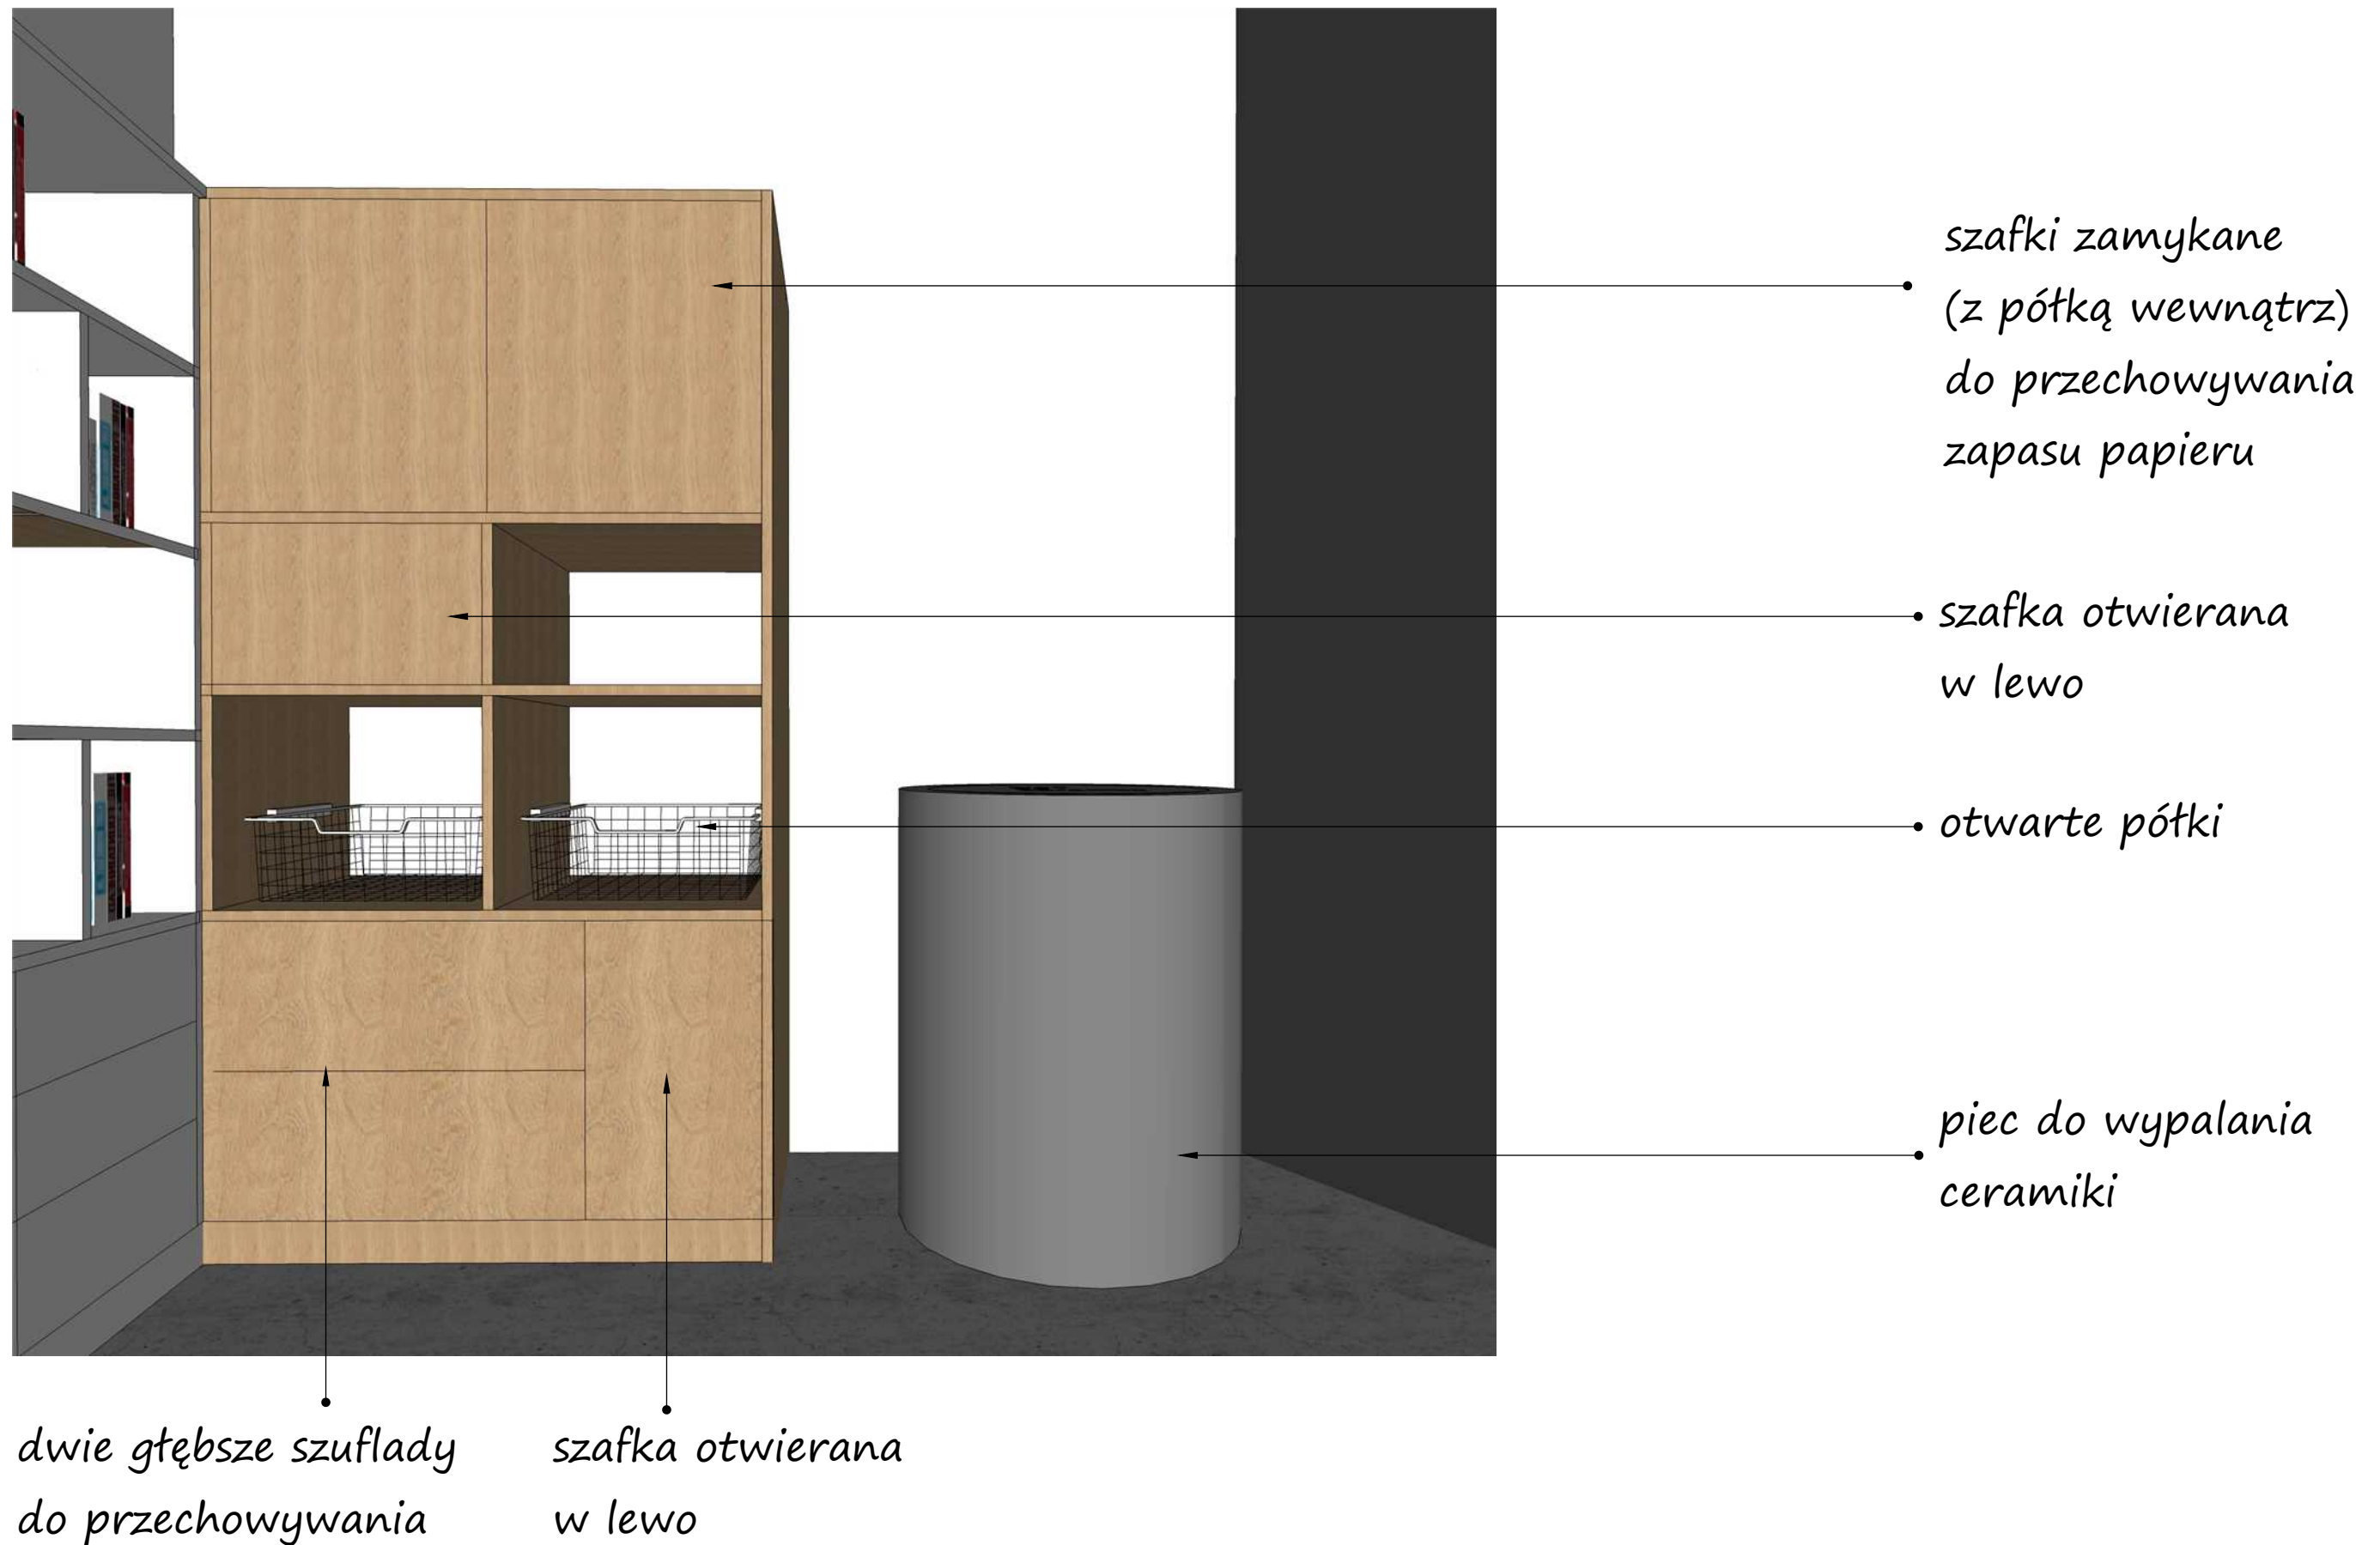 szafki zamykane
(z półką wewnątrz)
do przechowywania
zapasu papieru
szafka otwierana
w lewo
otwarte półki
piec do wypalania
ceramiki
dwie głębsze szuflady
do przechowywania
szafka otwierana
w lewo